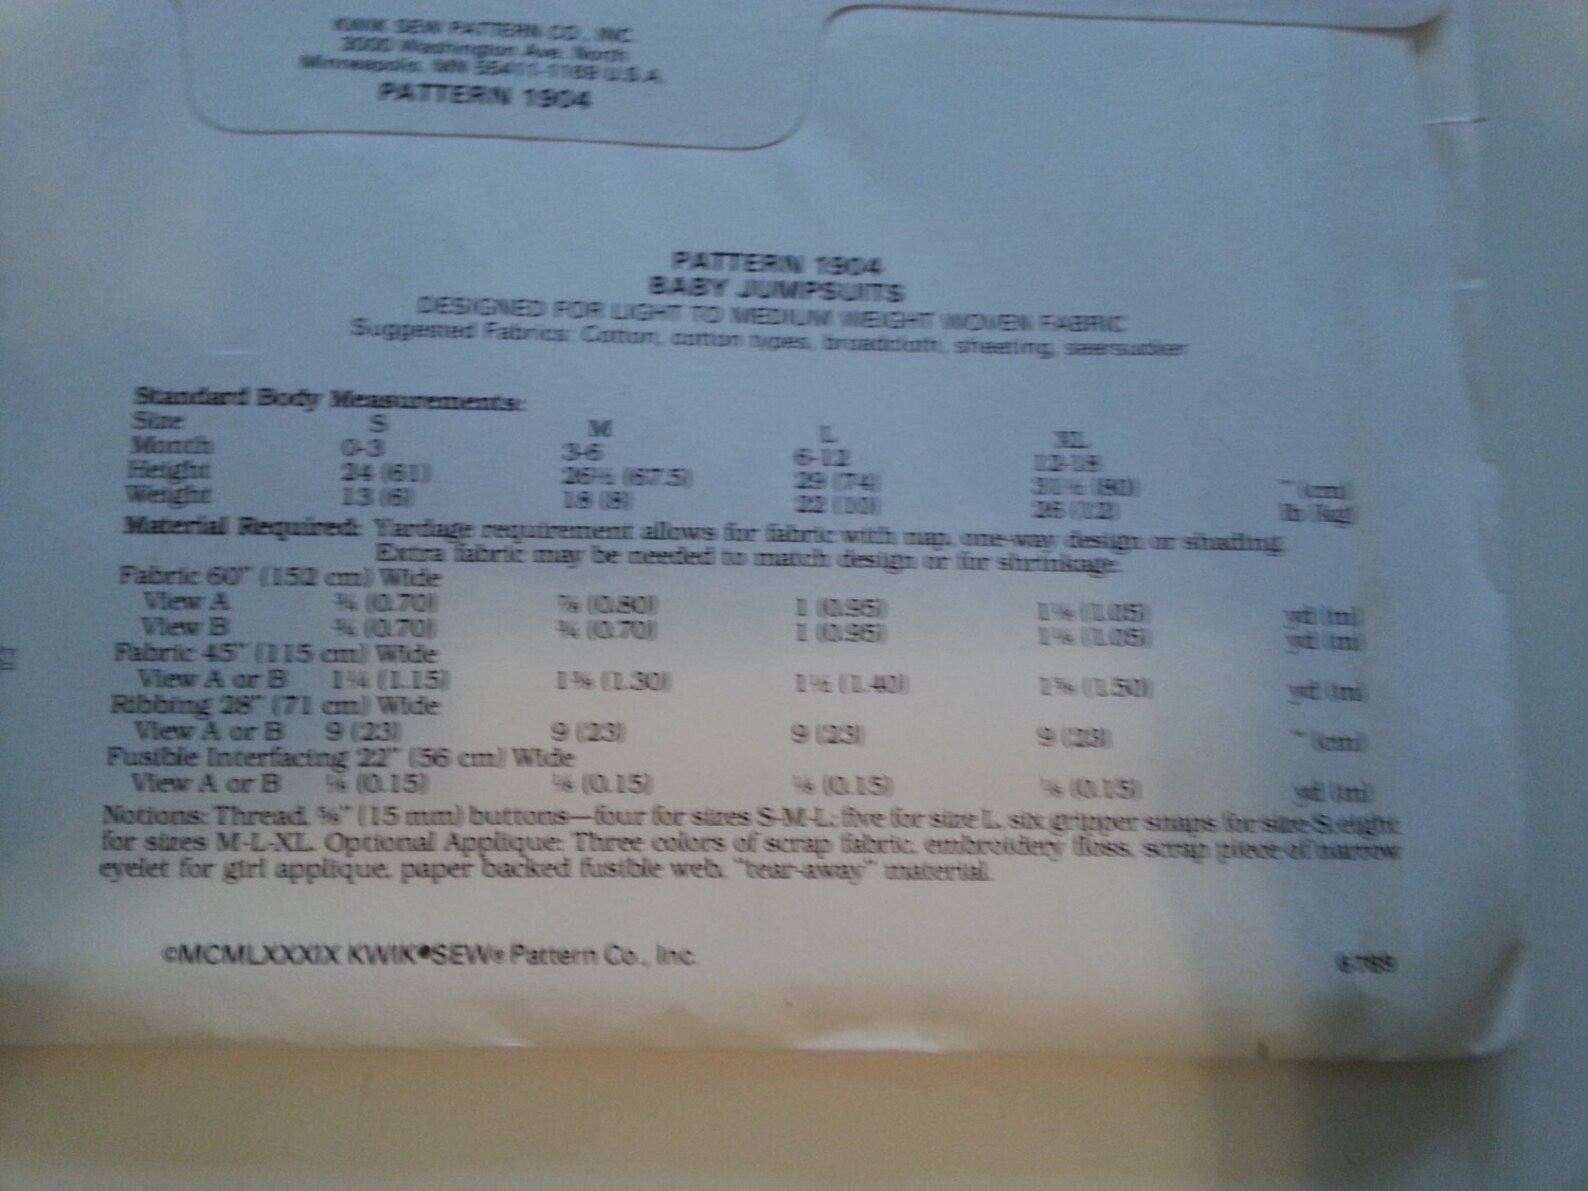 KWIK SEW PATTERN CO., INC.
3000 Washington Ave. North
Minneapolis, MN 55411-1169 U.S.A.
PATTERN 1904
PATTERN 1904
BABY JUMPSUITS
DESIGNED FOR LIGHT TO MEDIUM WEIGHT WOVEN FABRIC
Suggested Fabrics: Cotton, cotton types, broadcloth, sheeting, seersucker
Standard Body Measurements:
Size S M L XL
Month 0-3 3-6 6-12 12-18
Height 24 (61) 26½ (67.5) 29 (74) 31½ (80) " (cm)
Weight 13 (6) 18 (8) 22 (10) 26 (12) lb (kg)
Material Required: Yardage requirement allows for fabric with nap, one-way design or shading.
Extra fabric may be needed to match design or for shrinkage.
Fabric 60" (152 cm) Wide
View A ¾ (0.70) ⅞ (0.80) 1 (0.95) 1⅛ (1.05) yd (m)
View B ¾ (0.70) ¾ (0.70) 1 (0.95) 1⅛ (1.05) yd (m)
Fabric 45" (115 cm) Wide
View A or B 1¼ (1.15) 1⅜ (1.30) 1½ (1.40) 1⅝ (1.50) yd (m)
Ribbing 28" (71 cm) Wide
View A or B 9 (23) 9 (23) 9 (23) 9 (23) " (cm)
Fusible Interfacing 22" (56 cm) Wide
View A or B ⅛ (0.15) ⅛ (0.15) ⅛ (0.15) ⅛ (0.15) yd (m)
Notions: Thread, ⅝" (15 mm) buttons—four for sizes S-M-L; five for size L, six gripper snaps for size S, eight
for sizes M-L-XL. Optional Applique: Three colors of scrap fabric, embroidery floss, scrap piece of narrow
eyelet for girl applique, paper backed fusible web, "tear-away" material.
©MCMLXXXIX KWIK•SEW® Pattern Co., Inc.